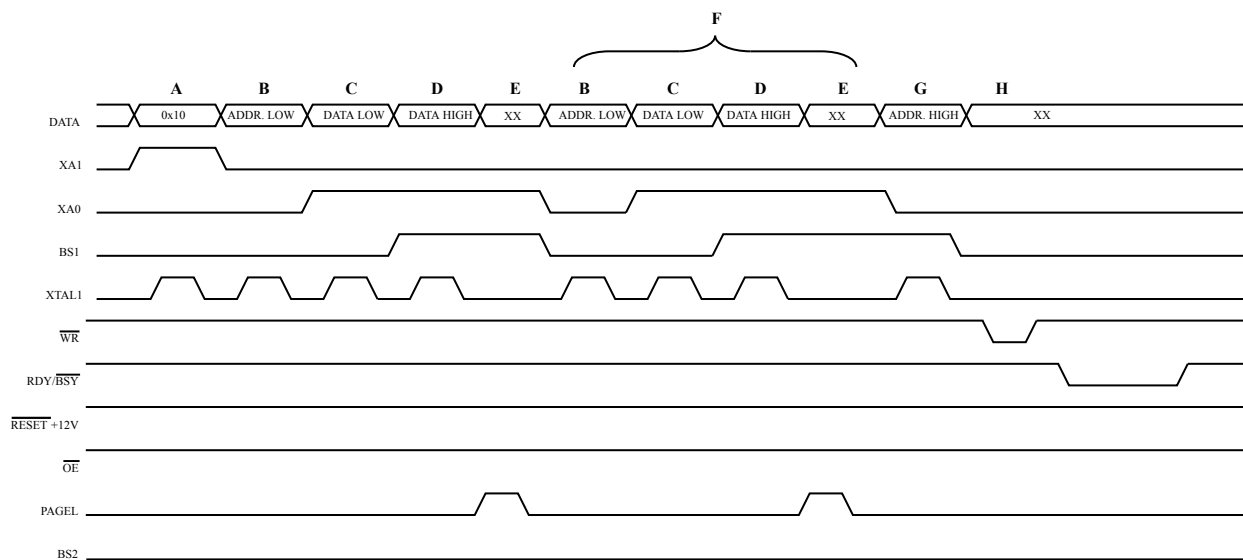 F
A B C D E B C D E G H
DATA 0x10 ADDR. LOW DATA LOW DATA HIGH XX ADDR. LOW DATA LOW DATA HIGH XX ADDR. HIGH XX
XA1
XA0
BS1
XTAL1
WR
RDY/BSY
RESET +12V
OE
PAGEL
BS2